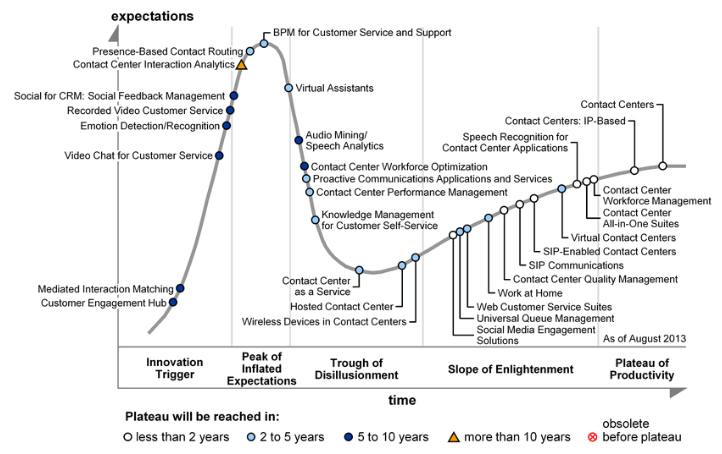 expectations
BPM for Customer Service and Support
Presence-Based Contact Routing
Contact Center Interaction Analytics
Social for CRM: Social Feedback Management
Recorded Video Customer Service
Emotion Detection/Recognition
Video Chat for Customer Service
Mediated Interaction Matching
Customer Engagement Hub
Virtual Assistants
Audio Mining/
Speech Analytics
Contact Center Workforce Optimization
Proactive Communications Applications and Services
Contact Center Performance Management
Knowledge Management
for Customer Self-Service
Contact Center
as a Service
Hosted Contact Center
Wireless Devices in Contact Centers
Contact Centers
Contact Centers: IP-Based
Speech Recognition for
Contact Center Applications
Contact Center
Workforce Management
Contact Center
All-in-One Suites
Virtual Contact Centers
SIP-Enabled Contact Centers
SIP Communications
Contact Center Quality Management
Work at Home
Web Customer Service Suites
Universal Queue Management
Social Media Engagement
Solutions
As of August 2013
Innovation
Trigger
Peak of
Inflated
Expectations
Trough of
Disillusionment
Slope of Enlightenment
Plateau of
Productivity
time
Plateau will be reached in:
less than 2 years
2 to 5 years
5 to 10 years
more than 10 years
obsolete
before plateau